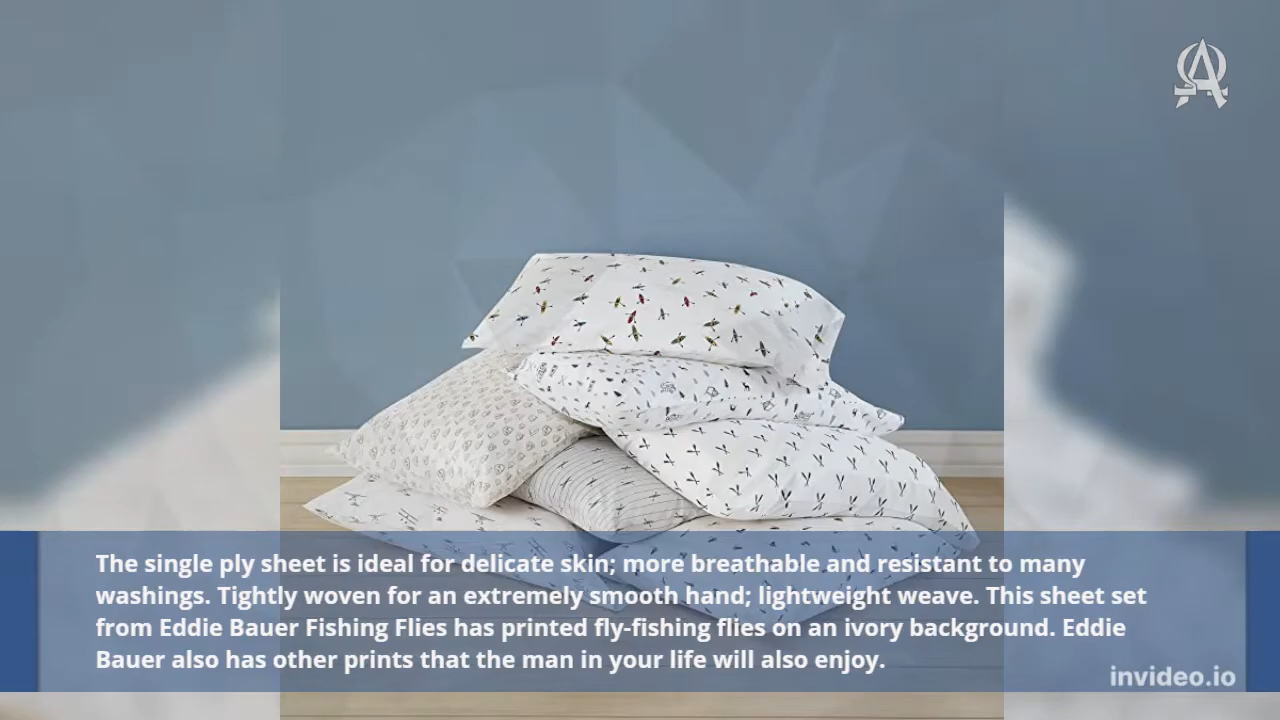 The single ply sheet is ideal for delicate skin; more breathable and resistant to many
washings. Tightly woven for an extremely smooth hand; lightweight weave. This sheet set
from Eddie Bauer Fishing Flies has printed fly-fishing flies on an ivory background. Eddie
Bauer also has other prints that the man in your life will also enjoy.
invideo.io